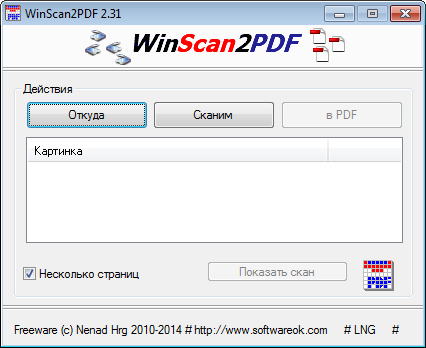 WinScan2PDF 2.31
WinScan2PDF
Действия
Откуда Сканим в PDF
Картинка
Несколько страниц Показать скан
Freeware (c) Nenad Hrg 2010-2014 # http://www.softwareok.com # LNG #